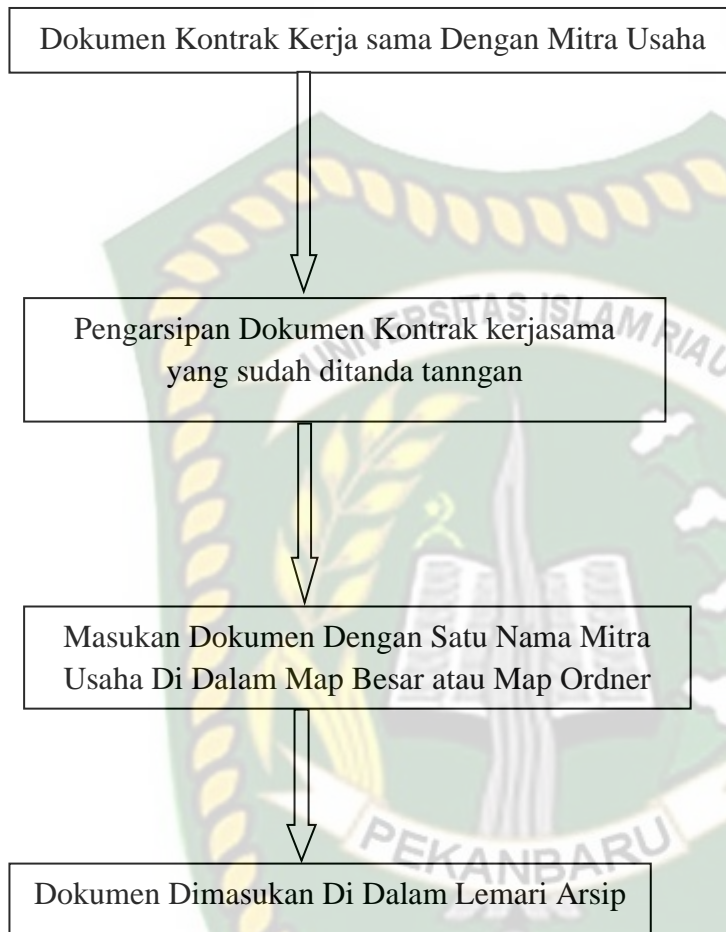 Dokumen Kontrak Kerja sama Dengan Mitra Usaha
UNIVERSITAS ISLAM RIAU
Pengarsipan Dokumen Kontrak kerjasama
yang sudah ditanda tanngan
Masukan Dokumen Dengan Satu Nama Mitra
Usaha Di Dalam Map Besar atau Map Ordner
PEKANBARU
Dokumen Dimasukan Di Dalam Lemari Arsip